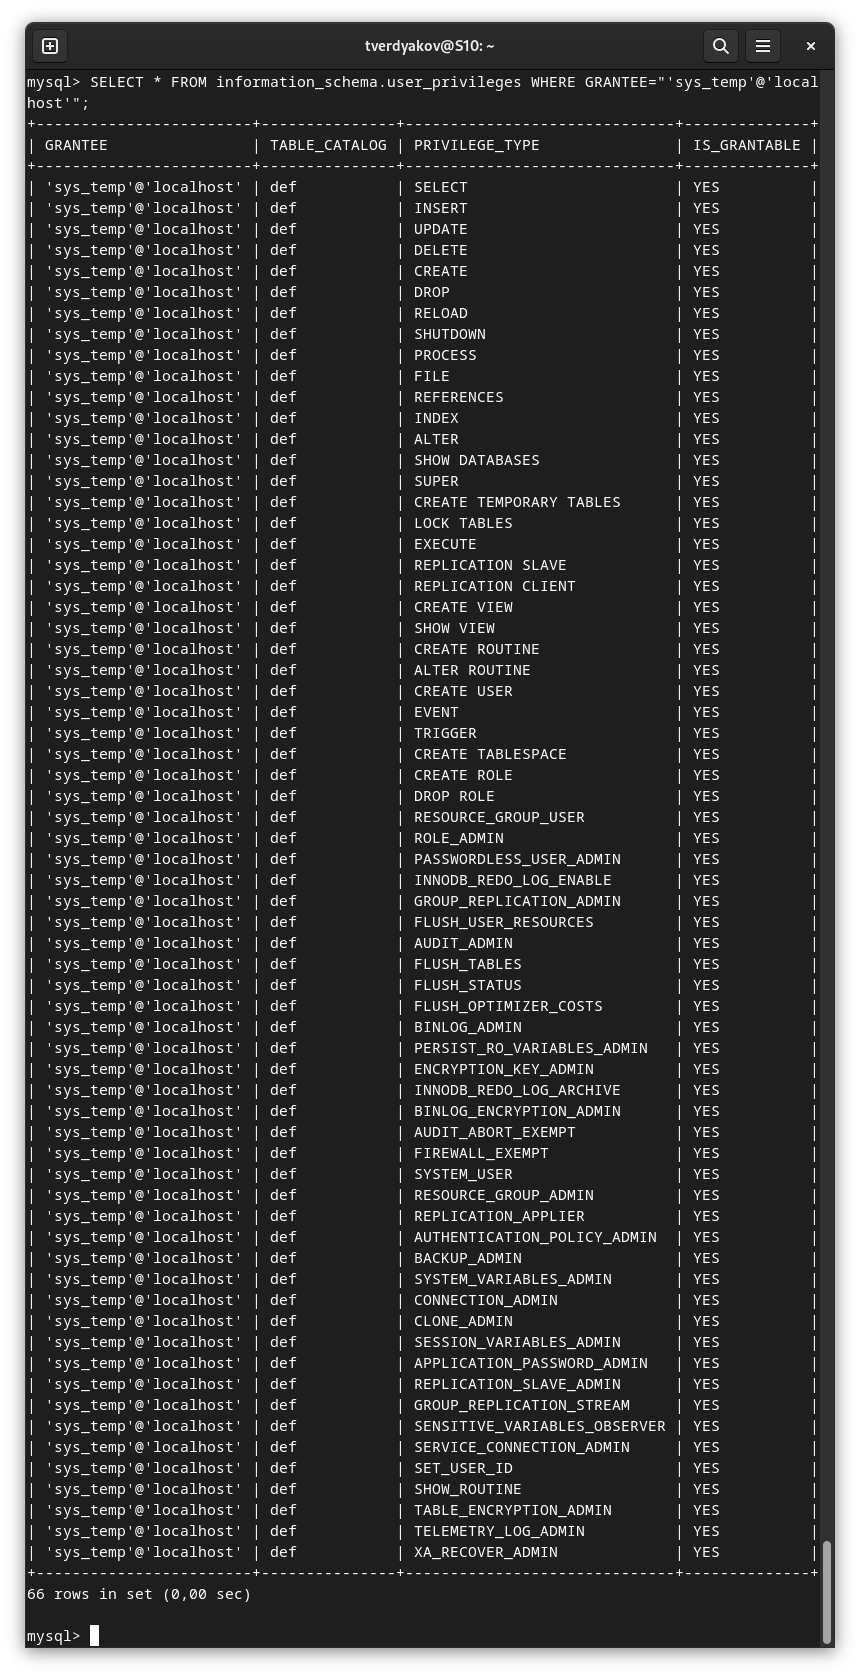 tverdyakov@S10: ~
mysql> SELECT * FROM information_schema.user_privileges WHERE GRANTEE="'sys_temp'@'local
host'";
+------------------------+---------------+------------------------------+--------------+
| GRANTEE                | TABLE_CATALOG | PRIVILEGE_TYPE               | IS_GRANTABLE |
+------------------------+---------------+------------------------------+--------------+
| 'sys_temp'@'localhost' | def           | SELECT                       | YES          |
| 'sys_temp'@'localhost' | def           | INSERT                       | YES          |
| 'sys_temp'@'localhost' | def           | UPDATE                       | YES          |
| 'sys_temp'@'localhost' | def           | DELETE                       | YES          |
| 'sys_temp'@'localhost' | def           | CREATE                       | YES          |
| 'sys_temp'@'localhost' | def           | DROP                         | YES          |
| 'sys_temp'@'localhost' | def           | RELOAD                       | YES          |
| 'sys_temp'@'localhost' | def           | SHUTDOWN                     | YES          |
| 'sys_temp'@'localhost' | def           | PROCESS                      | YES          |
| 'sys_temp'@'localhost' | def           | FILE                         | YES          |
| 'sys_temp'@'localhost' | def           | REFERENCES                   | YES          |
| 'sys_temp'@'localhost' | def           | INDEX                        | YES          |
| 'sys_temp'@'localhost' | def           | ALTER                        | YES          |
| 'sys_temp'@'localhost' | def           | SHOW DATABASES               | YES          |
| 'sys_temp'@'localhost' | def           | SUPER                        | YES          |
| 'sys_temp'@'localhost' | def           | CREATE TEMPORARY TABLES      | YES          |
| 'sys_temp'@'localhost' | def           | LOCK TABLES                  | YES          |
| 'sys_temp'@'localhost' | def           | EXECUTE                      | YES          |
| 'sys_temp'@'localhost' | def           | REPLICATION SLAVE            | YES          |
| 'sys_temp'@'localhost' | def           | REPLICATION CLIENT           | YES          |
| 'sys_temp'@'localhost' | def           | CREATE VIEW                  | YES          |
| 'sys_temp'@'localhost' | def           | SHOW VIEW                    | YES          |
| 'sys_temp'@'localhost' | def           | CREATE ROUTINE               | YES          |
| 'sys_temp'@'localhost' | def           | ALTER ROUTINE                | YES          |
| 'sys_temp'@'localhost' | def           | CREATE USER                  | YES          |
| 'sys_temp'@'localhost' | def           | EVENT                        | YES          |
| 'sys_temp'@'localhost' | def           | TRIGGER                      | YES          |
| 'sys_temp'@'localhost' | def           | CREATE TABLESPACE            | YES          |
| 'sys_temp'@'localhost' | def           | CREATE ROLE                  | YES          |
| 'sys_temp'@'localhost' | def           | DROP ROLE                    | YES          |
| 'sys_temp'@'localhost' | def           | RESOURCE_GROUP_USER          | YES          |
| 'sys_temp'@'localhost' | def           | ROLE_ADMIN                   | YES          |
| 'sys_temp'@'localhost' | def           | PASSWORDLESS_USER_ADMIN      | YES          |
| 'sys_temp'@'localhost' | def           | INNODB_REDO_LOG_ENABLE       | YES          |
| 'sys_temp'@'localhost' | def           | GROUP_REPLICATION_ADMIN      | YES          |
| 'sys_temp'@'localhost' | def           | FLUSH_USER_RESOURCES         | YES          |
| 'sys_temp'@'localhost' | def           | AUDIT_ADMIN                  | YES          |
| 'sys_temp'@'localhost' | def           | FLUSH_TABLES                 | YES          |
| 'sys_temp'@'localhost' | def           | FLUSH_STATUS                 | YES          |
| 'sys_temp'@'localhost' | def           | FLUSH_OPTIMIZER_COSTS        | YES          |
| 'sys_temp'@'localhost' | def           | BINLOG_ADMIN                 | YES          |
| 'sys_temp'@'localhost' | def           | PERSIST_RO_VARIABLES_ADMIN   | YES          |
| 'sys_temp'@'localhost' | def           | ENCRYPTION_KEY_ADMIN         | YES          |
| 'sys_temp'@'localhost' | def           | INNODB_REDO_LOG_ARCHIVE      | YES          |
| 'sys_temp'@'localhost' | def           | BINLOG_ENCRYPTION_ADMIN      | YES          |
| 'sys_temp'@'localhost' | def           | AUDIT_ABORT_EXEMPT           | YES          |
| 'sys_temp'@'localhost' | def           | FIREWALL_EXEMPT              | YES          |
| 'sys_temp'@'localhost' | def           | SYSTEM_USER                  | YES          |
| 'sys_temp'@'localhost' | def           | RESOURCE_GROUP_ADMIN         | YES          |
| 'sys_temp'@'localhost' | def           | REPLICATION_APPLIER          | YES          |
| 'sys_temp'@'localhost' | def           | AUTHENTICATION_POLICY_ADMIN  | YES          |
| 'sys_temp'@'localhost' | def           | BACKUP_ADMIN                 | YES          |
| 'sys_temp'@'localhost' | def           | SYSTEM_VARIABLES_ADMIN       | YES          |
| 'sys_temp'@'localhost' | def           | CONNECTION_ADMIN             | YES          |
| 'sys_temp'@'localhost' | def           | CLONE_ADMIN                  | YES          |
| 'sys_temp'@'localhost' | def           | SESSION_VARIABLES_ADMIN      | YES          |
| 'sys_temp'@'localhost' | def           | APPLICATION_PASSWORD_ADMIN   | YES          |
| 'sys_temp'@'localhost' | def           | REPLICATION_SLAVE_ADMIN      | YES          |
| 'sys_temp'@'localhost' | def           | GROUP_REPLICATION_STREAM     | YES          |
| 'sys_temp'@'localhost' | def           | SENSITIVE_VARIABLES_OBSERVER | YES          |
| 'sys_temp'@'localhost' | def           | SERVICE_CONNECTION_ADMIN     | YES          |
| 'sys_temp'@'localhost' | def           | SET_USER_ID                  | YES          |
| 'sys_temp'@'localhost' | def           | SHOW_ROUTINE                 | YES          |
| 'sys_temp'@'localhost' | def           | TABLE_ENCRYPTION_ADMIN       | YES          |
| 'sys_temp'@'localhost' | def           | TELEMETRY_LOG_ADMIN          | YES          |
| 'sys_temp'@'localhost' | def           | XA_RECOVER_ADMIN             | YES          |
+------------------------+---------------+------------------------------+--------------+
66 rows in set (0,00 sec)
mysql>